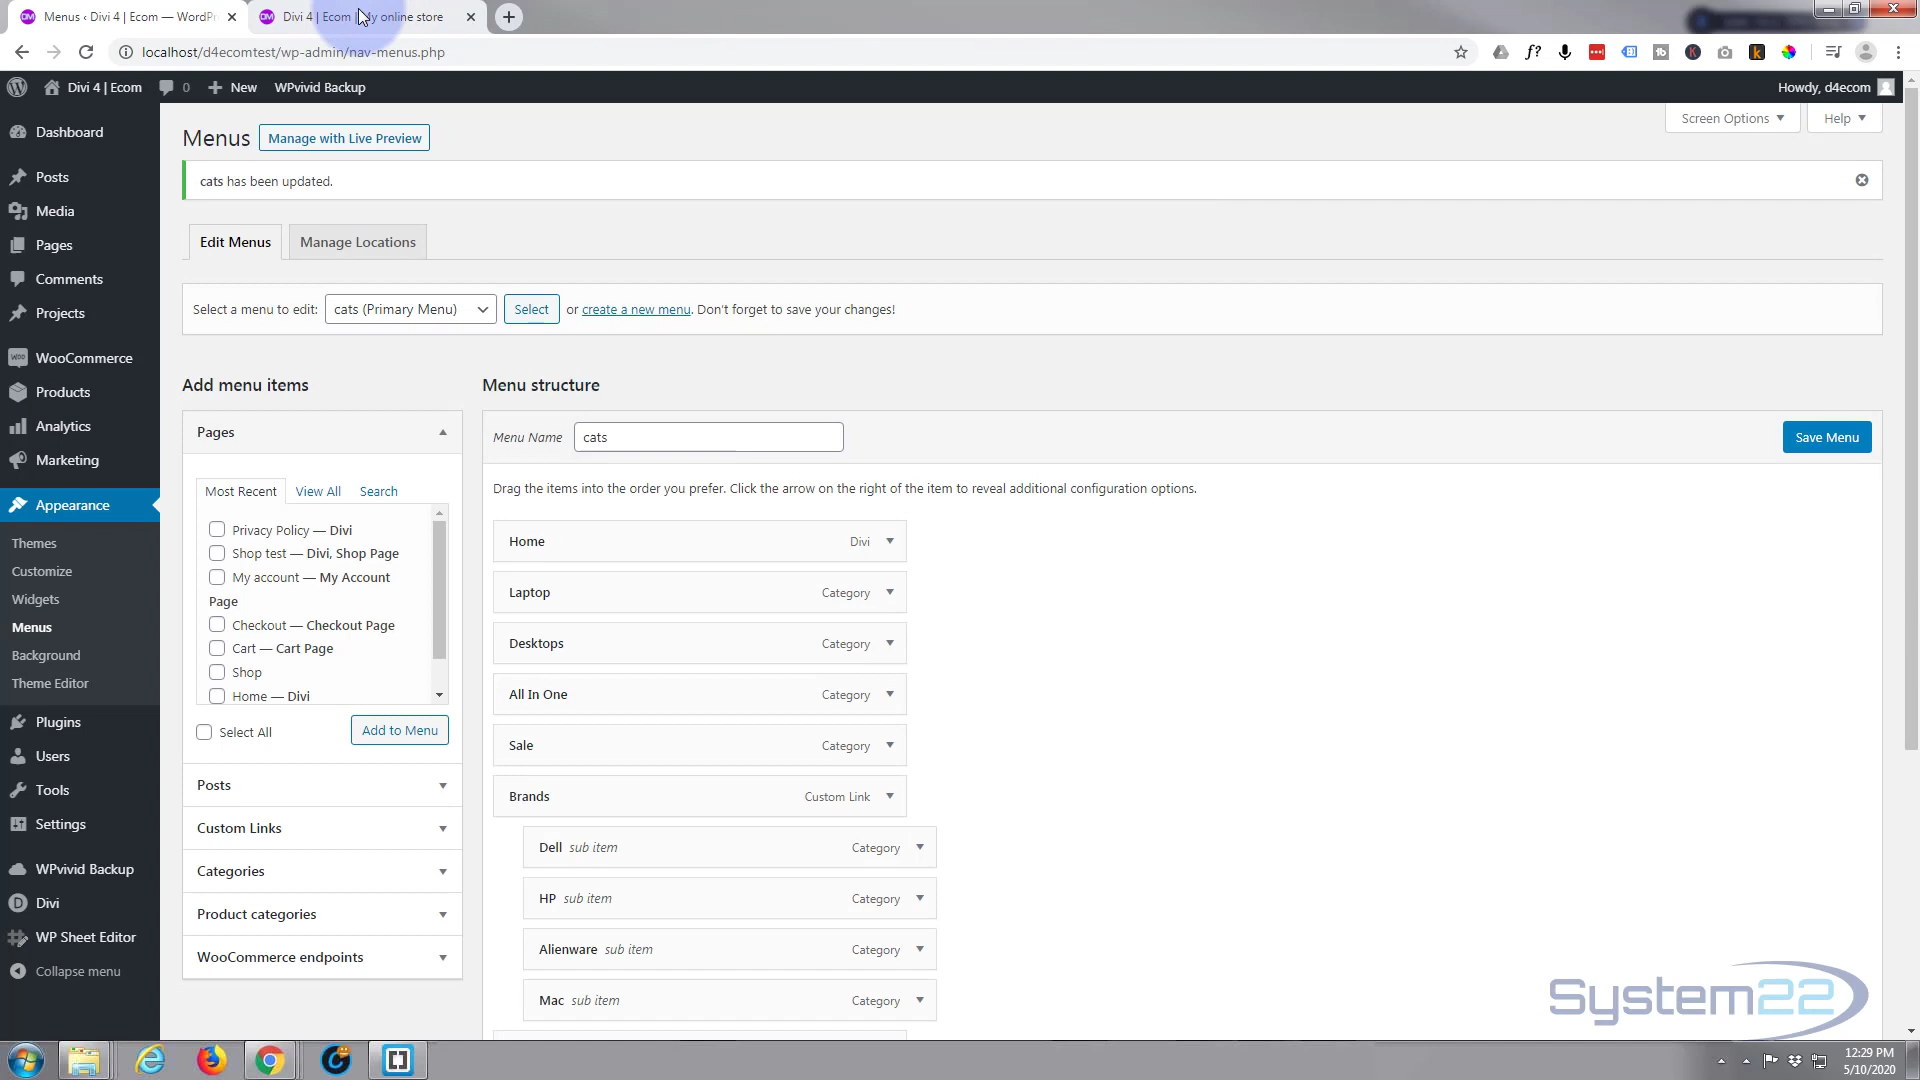 Menus ‹ Divi 4 | Ecom — WordPr
Divi 4 | Ecom | My online store
localhost/d4ecomtest/wp-admin/nav-menus.php
Divi 4 | Ecom
0
New
WPvivid Backup
Howdy, d4ecom
Screen Options
Help
Dashboard
Posts
Media
Pages
Comments
Projects
WooCommerce
Products
Analytics
Marketing
Appearance
Themes
Customize
Widgets
Menus
Background
Theme Editor
Plugins
Users
Tools
Settings
WPvivid Backup
Divi
WP Sheet Editor
Collapse menu
Menus
Manage with Live Preview
cats has been updated.
Edit Menus
Manage Locations
Select a menu to edit:
cats (Primary Menu)
Select
or create a new menu. Don't forget to save your changes!
Add menu items
Pages
Most Recent
View All
Search
Privacy Policy — Divi
Shop test — Divi, Shop Page
My account — My Account
Page
Checkout — Checkout Page
Cart — Cart Page
Shop
Home — Divi
Select All
Add to Menu
Posts
Custom Links
Categories
Product categories
WooCommerce endpoints
Menu structure
Menu Name
cats
Save Menu
Drag the items into the order you prefer. Click the arrow on the right of the item to reveal additional configuration options.
Home
Divi
Laptop
Category
Desktops
Category
All In One
Category
Sale
Category
Brands
Custom Link
Dell sub item
Category
HP sub item
Category
Alienware sub item
Category
Mac sub item
Category
System22
12:29 PM
5/10/2020